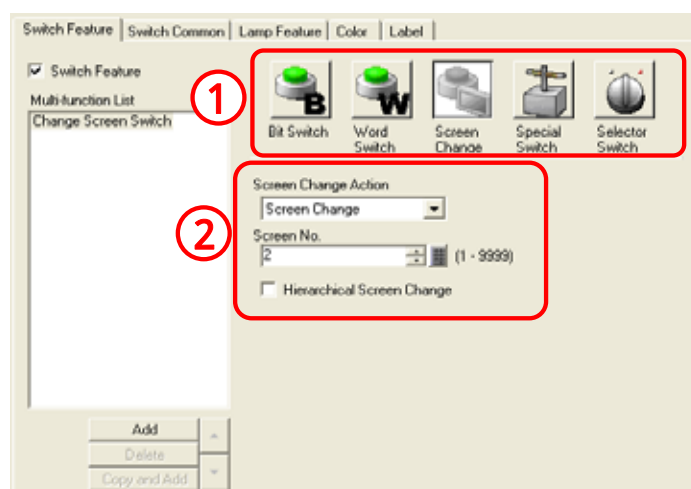 Switch Feature Switch Common Lamp Feature Color Label
Switch Feature
Multi-function List
Change Screen Switch
1
B
W
Bit Switch
Word Switch
Screen Change
Special Switch
Selector Switch
2
Screen Change Action
Screen Change
Screen No.
2 (1 - 9999)
Hierarchical Screen Change
Add
Delete
Copy and Add